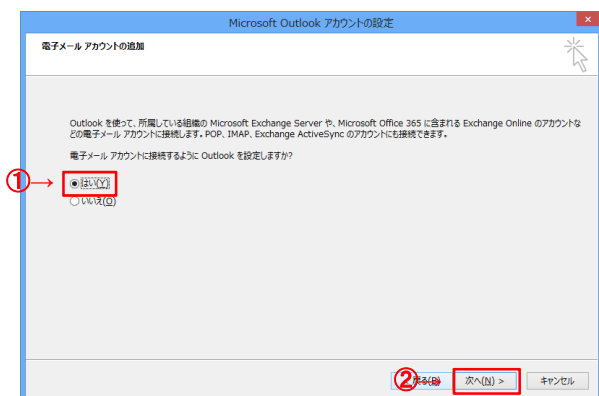 Microsoft Outlook アカウントの設定
電子メール アカウントの追加
Outlook を使って、所属している組織の Microsoft Exchange Server や、Microsoft Office 365 に含まれる Exchange Online のアカウントな
どの電子メール アカウントに接続します。POP、IMAP、Exchange ActiveSync のアカウントにも接続できます。
電子メール アカウントに接続するように Outlook を設定しますか?
①→ はい(Y)
いいえ(O)
② 戻る(B) 次へ(N) > キャンセル